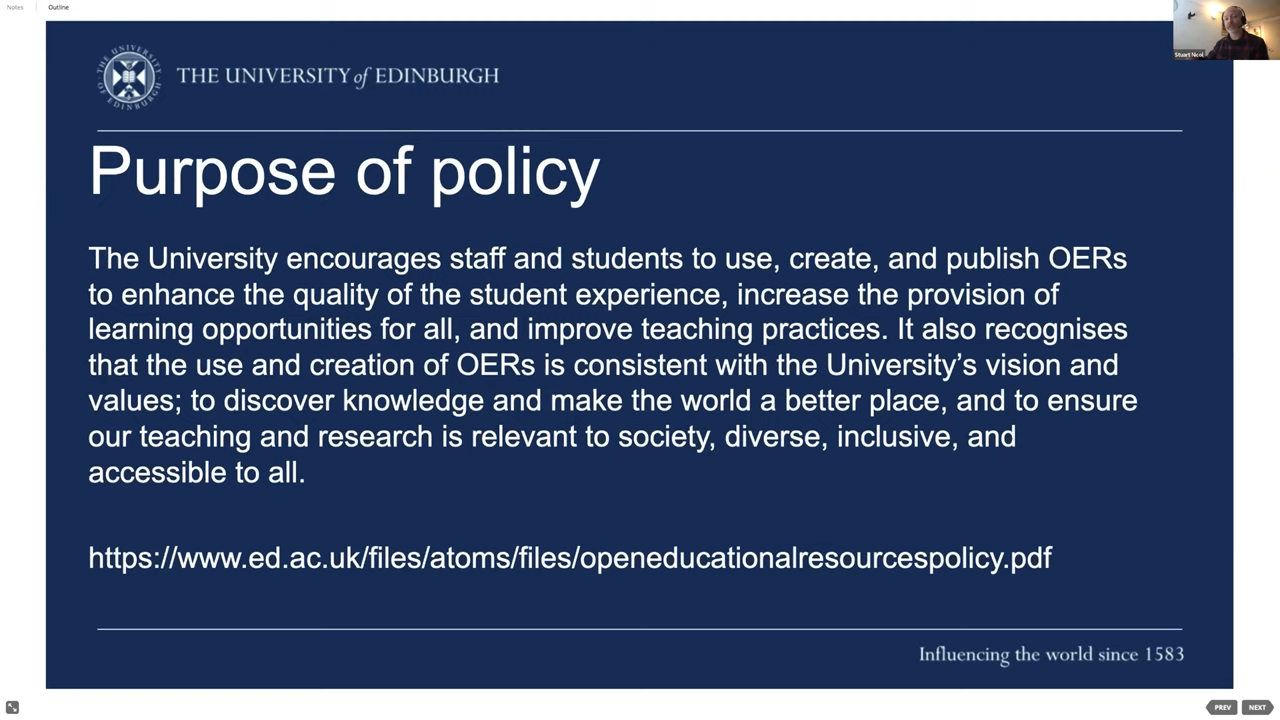 Notes
Outline
Stuart Nicol
THE UNIVERSITY of EDINBURGH
Purpose of policy
The University encourages staff and students to use, create, and publish OERs
to enhance the quality of the student experience, increase the provision of
learning opportunities for all, and improve teaching practices. It also recognises
that the use and creation of OERs is consistent with the University’s vision and
values; to discover knowledge and make the world a better place, and to ensure
our teaching and research is relevant to society, diverse, inclusive, and
accessible to all.
https://www.ed.ac.uk/files/atoms/files/openeducationalresourcespolicy.pdf
Influencing the world since 1583
PREV
NEXT